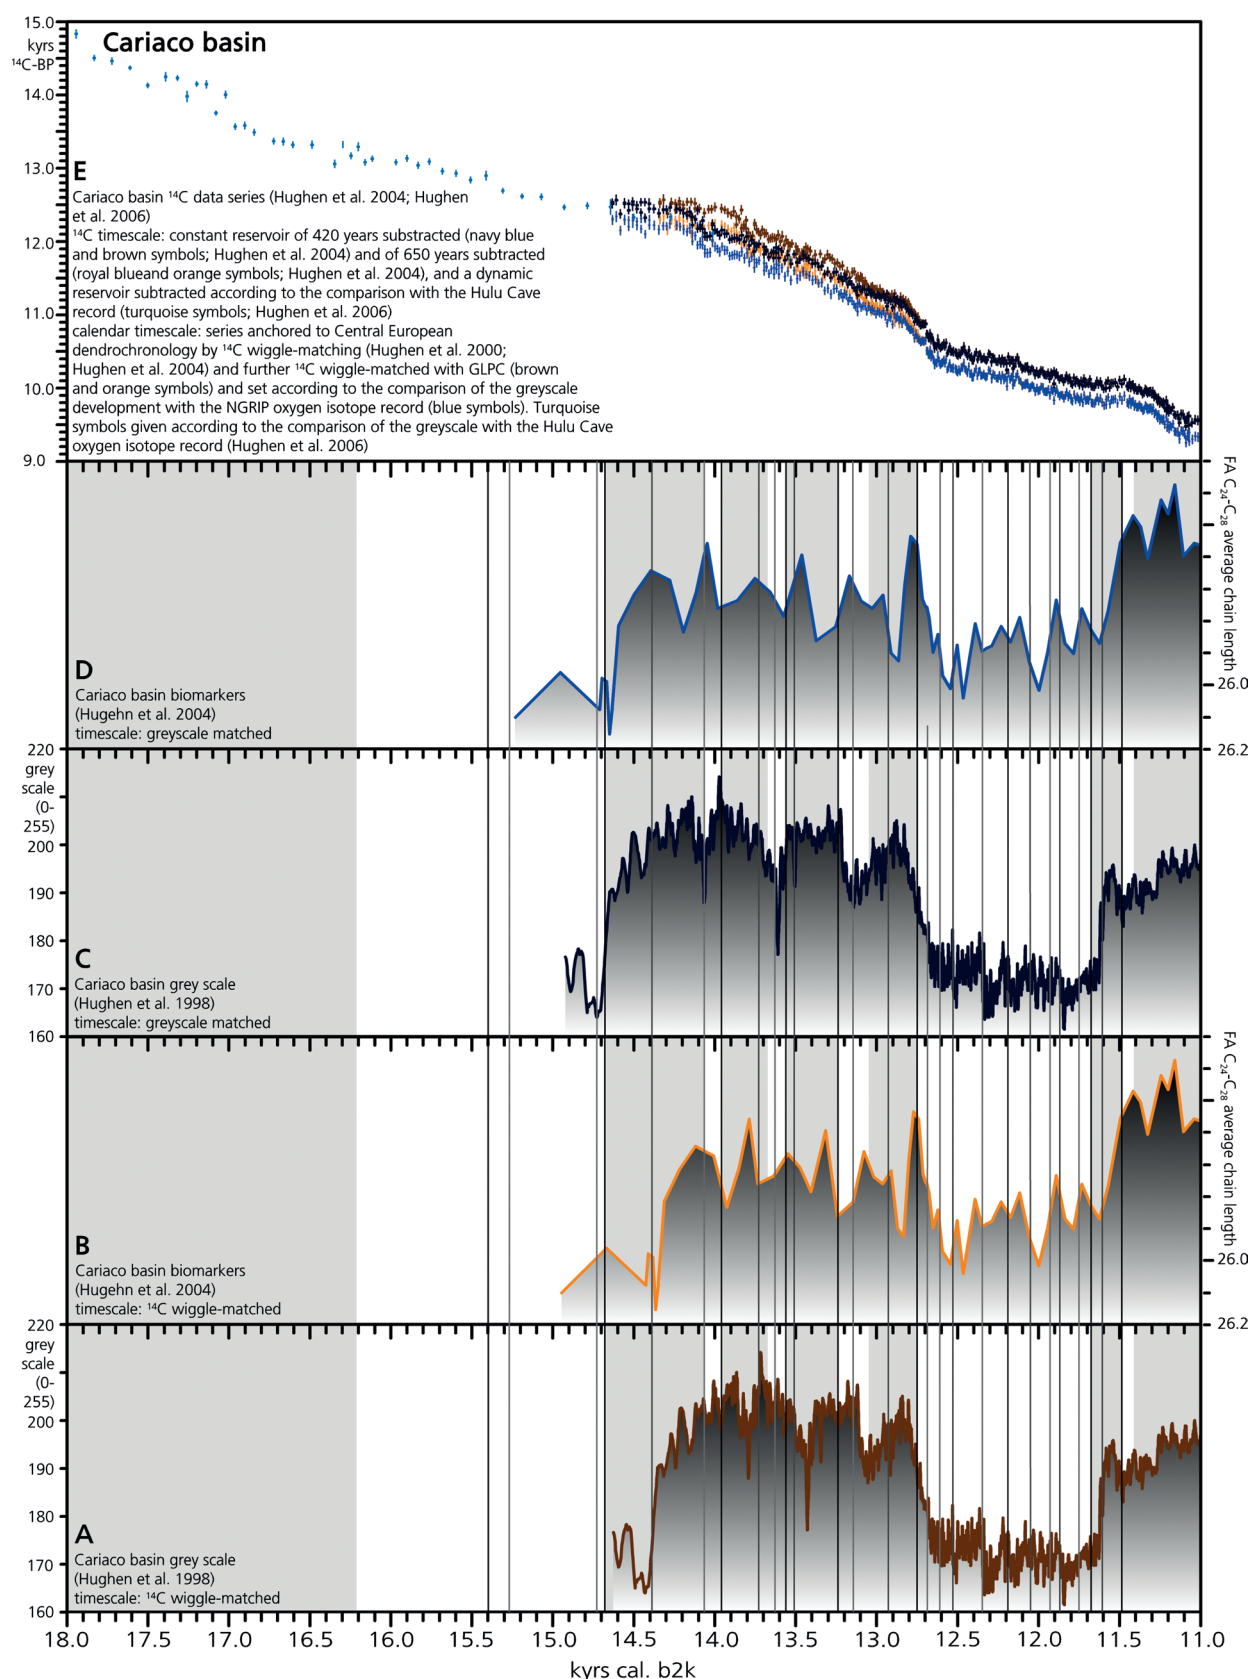 Cariaco basin
15.0
kyrs
¹⁴C-BP
14.0
13.0
12.0
11.0
10.0
9.0
E
Cariaco basin ¹⁴C data series (Hughen et al. 2004; Hughen
et al. 2006)
¹⁴C timescale: constant reservoir of 420 years substracted (navy blue
and brown symbols; Hughen et al. 2004) and of 650 years subtracted
(royal blueand orange symbols; Hughen et al. 2004), and a dynamic
reservoir subtracted according to the comparison with the Hulu Cave
record (turquoise symbols; Hughen et al. 2006)
calendar timescale: series anchored to Central European
dendrochronology by ¹⁴C wiggle-matching (Hughen et al. 2000;
Hughen et al. 2004) and further ¹⁴C wiggle-matched with GLPC (brown
and orange symbols) and set according to the comparison of the greyscale
development with the NGRIP oxygen isotope record (blue symbols). Turquoise
symbols given according to the comparison of the greyscale with the Hulu Cave
oxygen isotope record (Hughen et al. 2006)
FA C₂₄-C₂₈ average chain length
26.0
26.2
D
Cariaco basin biomarkers
(Hugehn et al. 2004)
timescale: greyscale matched
220
grey
scale
(0-
255)
200
190
180
170
160
C
Cariaco basin grey scale
(Hughen et al. 1998)
timescale: greyscale matched
FA C₂₄-C₂₈ average chain length
26.0
26.2
B
Cariaco basin biomarkers
(Hugehn et al. 2004)
timescale: ¹⁴C wiggle-matched
220
grey
scale
(0-
255)
200
190
180
170
160
A
Cariaco basin grey scale
(Hughen et al. 1998)
timescale: ¹⁴C wiggle-matched
18.0 17.5 17.0 16.5 16.0 15.5 15.0 14.5 14.0 13.5 13.0 12.5 12.0 11.5 11.0
kyrs cal. b2k